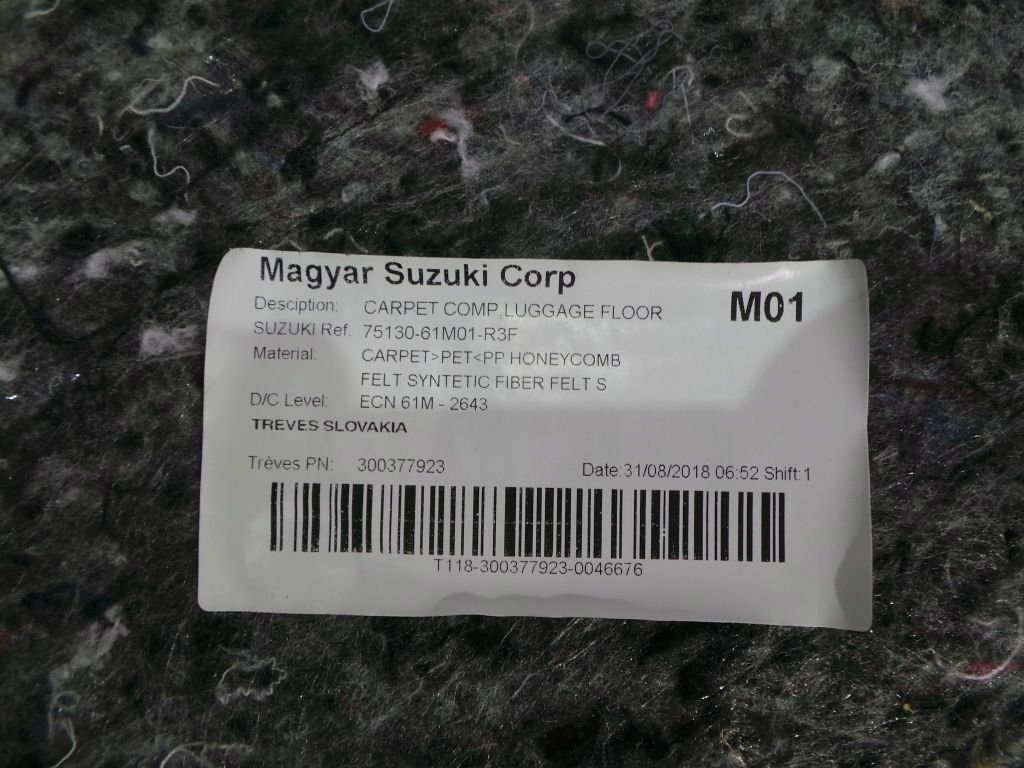 Magyar Suzuki Corp
M01
Desciption: CARPET COMP,LUGGAGE FLOOR
SUZUKI Ref. 75130-61M01-R3F
Material: CARPET>PET<PP HONEYCOMB
FELT SYNTETIC FIBER FELT S
D/C Level: ECN 61M - 2643
TREVES SLOVAKIA
Trèves PN: 300377923
Date:31/08/2018 06:52 Shift:1
T118-300377923-0046676